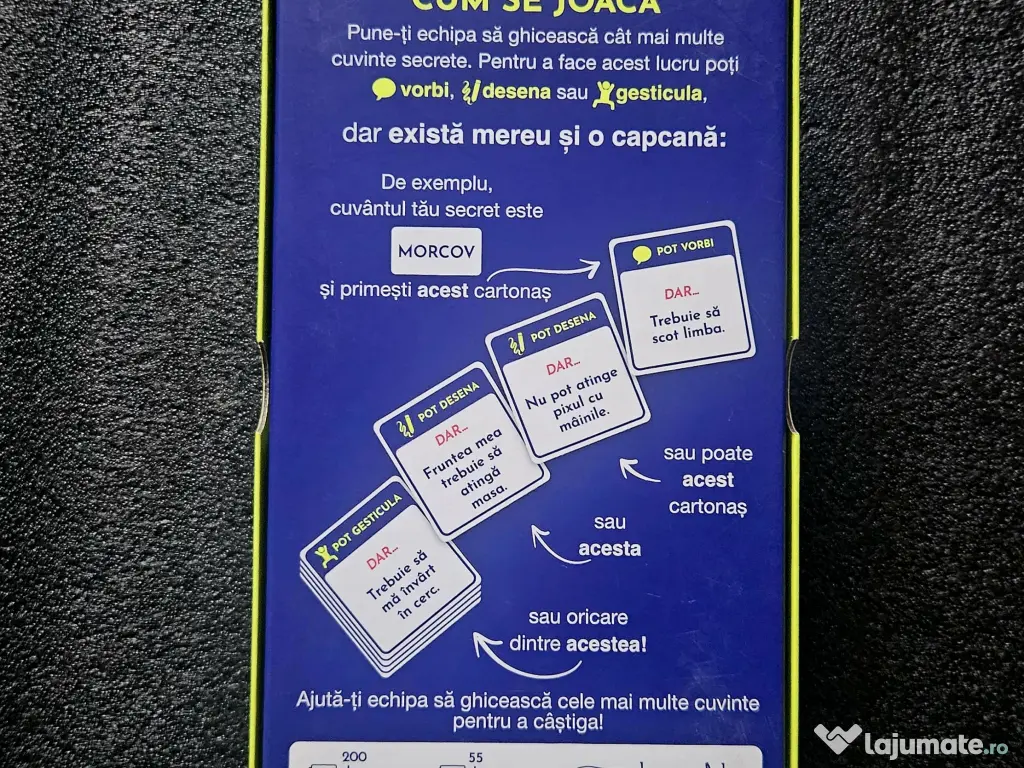 CUM SE JOACĂ
Pune-ți echipa să ghicească cât mai multe
cuvinte secrete. Pentru a face acest lucru poți
vorbi, desena sau gesticula,
dar există mereu și o capcană:
De exemplu,
cuvântul tău secret este
MORCOV
și primești acest cartonaș
POT VORBI
DAR...
Trebuie să
scot limba.
POT DESENA
DAR...
Nu pot atinge
pixul cu
mâinile.
sau poate
acest
cartonaș
POT DESENA
DAR...
Fruntea mea
trebuie să
atingă
masa.
sau
acesta
POT GESTICULA
DAR...
Trebuie să
mă învârt
în cerc.
sau oricare
dintre acestea!
Ajută-ți echipa să ghicească cele mai multe cuvinte
pentru a câștiga!
200
55
lajumate.ro